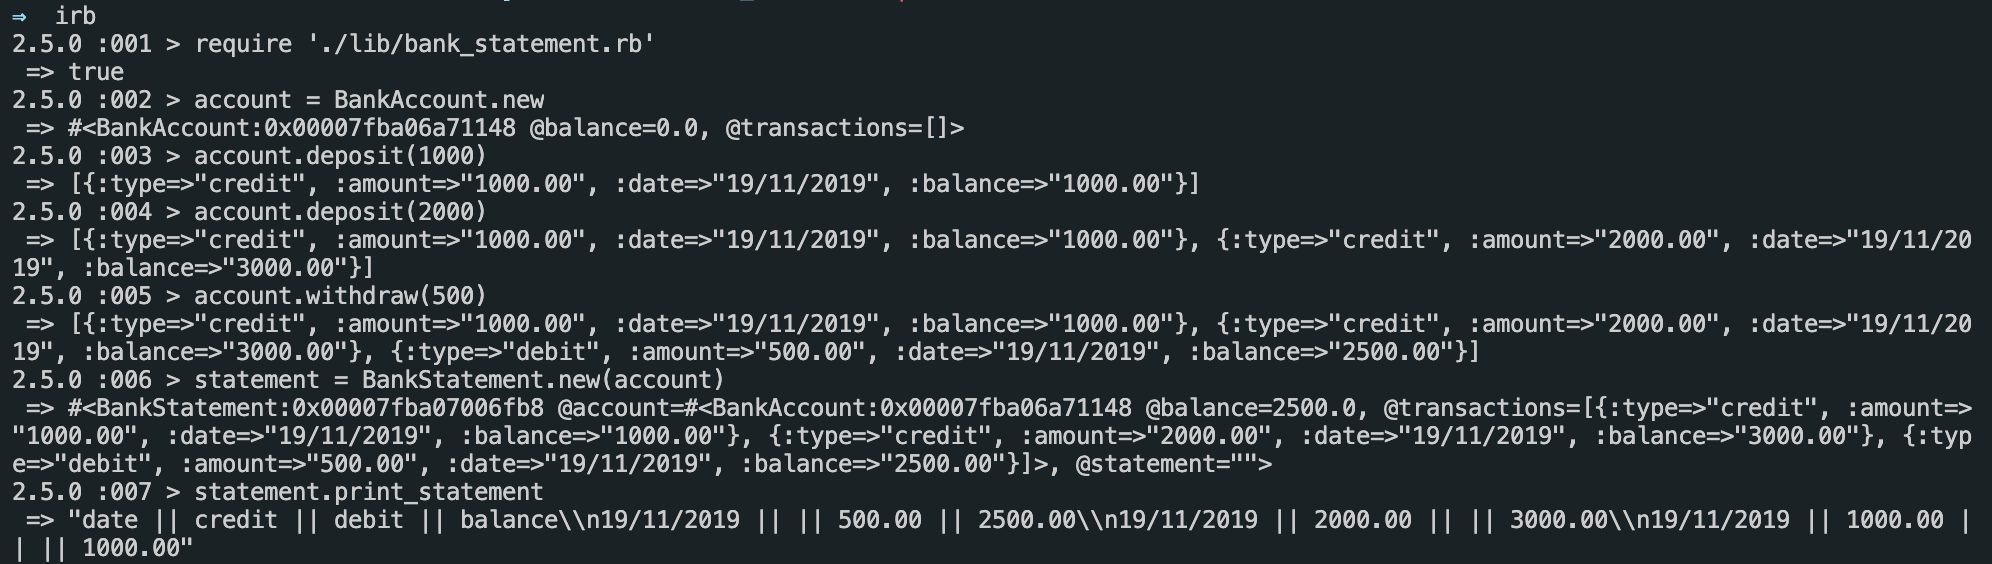 ⇒  irb
2.5.0 :001 > require './lib/bank_statement.rb'
 => true
2.5.0 :002 > account = BankAccount.new
 => #<BankAccount:0x00007fba06a71148 @balance=0.0, @transactions=[]>
2.5.0 :003 > account.deposit(1000)
 => [{:type=>"credit", :amount=>"1000.00", :date=>"19/11/2019", :balance=>"1000.00"}]
2.5.0 :004 > account.deposit(2000)
 => [{:type=>"credit", :amount=>"1000.00", :date=>"19/11/2019", :balance=>"1000.00"}, {:type=>"credit", :amount=>"2000.00", :date=>"19/11/20
19", :balance=>"3000.00"}]
2.5.0 :005 > account.withdraw(500)
 => [{:type=>"credit", :amount=>"1000.00", :date=>"19/11/2019", :balance=>"1000.00"}, {:type=>"credit", :amount=>"2000.00", :date=>"19/11/20
19", :balance=>"3000.00"}, {:type=>"debit", :amount=>"500.00", :date=>"19/11/2019", :balance=>"2500.00"}]
2.5.0 :006 > statement = BankStatement.new(account)
 => #<BankStatement:0x00007fba07006fb8 @account=#<BankAccount:0x00007fba06a71148 @balance=2500.0, @transactions=[{:type=>"credit", :amount=>
"1000.00", :date=>"19/11/2019", :balance=>"1000.00"}, {:type=>"credit", :amount=>"2000.00", :date=>"19/11/2019", :balance=>"3000.00"}, {:typ
e=>"debit", :amount=>"500.00", :date=>"19/11/2019", :balance=>"2500.00"}]>, @statement="">
2.5.0 :007 > statement.print_statement
 => "date || credit || debit || balance\\n19/11/2019 || || 500.00 || 2500.00\\n19/11/2019 || 2000.00 || || 3000.00\\n19/11/2019 || 1000.00 |
| || 1000.00"